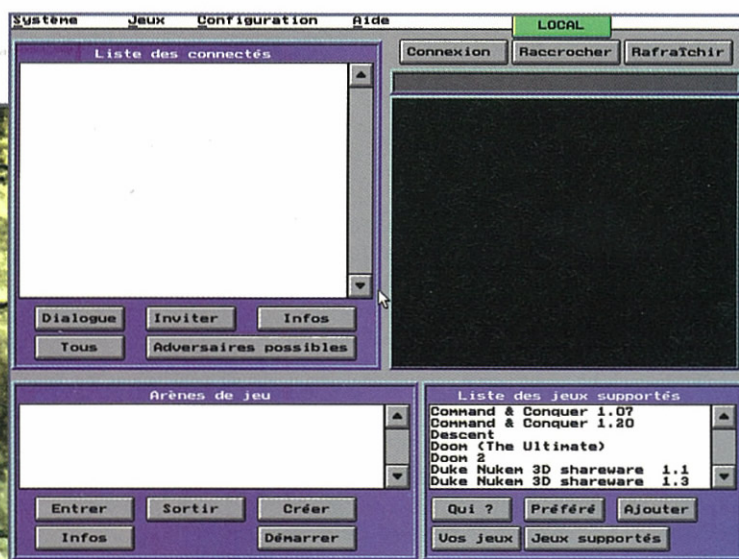 Système Jeux Configuration Aide
LOCAL
Liste des connectés
Connexion Raccrocher Rafraîchir
Dialogue Inviter Infos
Tous Adversaires possibles
Arènes de jeu
Entrer Sortir Créer
Infos Démarrer
Liste des jeux supportés
Command & Conquer 1.07
Command & Conquer 1.20
Descent
Doom (The Ultimate)
Doom 2
Duke Nukem 3D shareware 1.1
Duke Nukem 3D shareware 1.3
Qui ? Préféré Ajouter
Vos jeux Jeux supportés